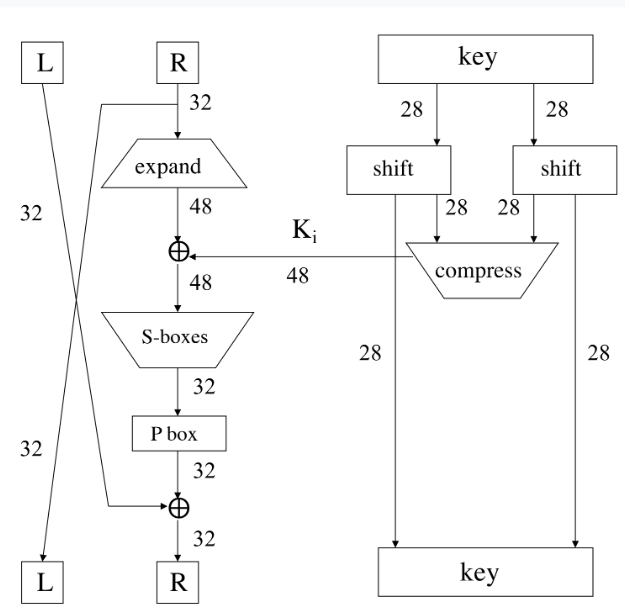 L
R
key
32
28
28
expand
shift
shift
32
48
28
28
K_i
48
48
compress
S-boxes
28
28
32
32
P box
32
32
L
R
key